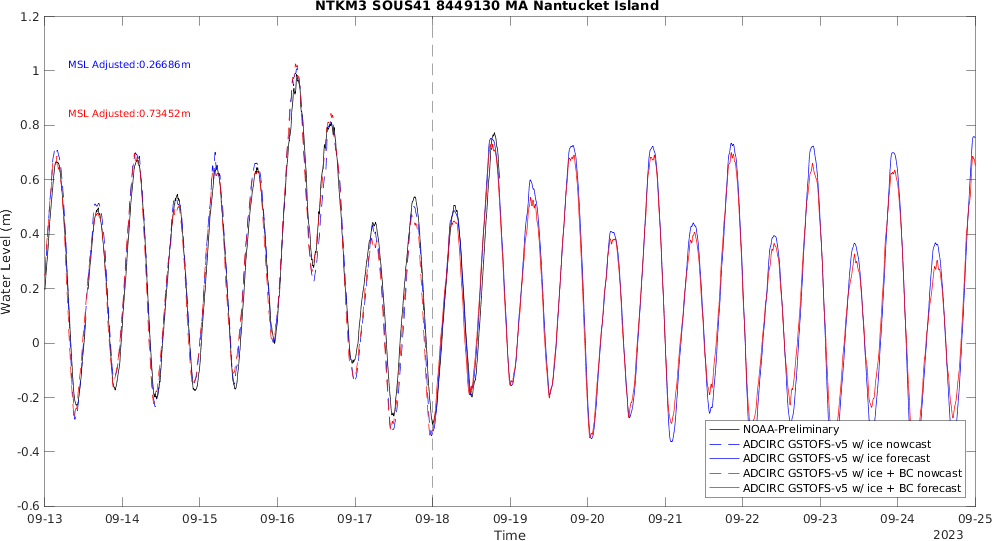 NTKM3 SOUS41 8449130 MA Nantucket Island
1.2
1
0.8
0.6
0.4
0.2
0
-0.2
-0.4
-0.6
Water Level (m)
MSL Adjusted:0.26686m
MSL Adjusted:0.73452m
NOAA-Preliminary
ADCIRC GSTOFS-v5 w/ ice nowcast
ADCIRC GSTOFS-v5 w/ ice forecast
ADCIRC GSTOFS-v5 w/ ice + BC nowcast
ADCIRC GSTOFS-v5 w/ ice + BC forecast
09-13 09-14 09-15 09-16 09-17 09-18 09-19 09-20 09-21 09-22 09-23 09-24 09-25
Time
2023